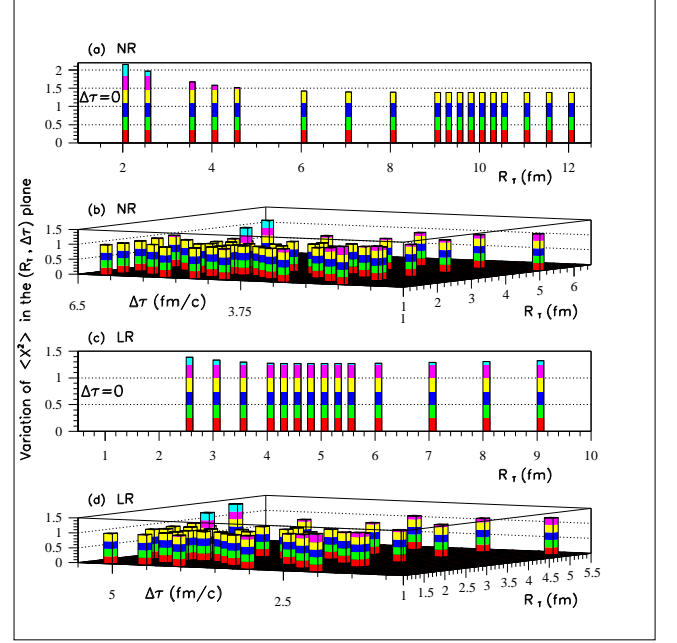 Variation of <χ²> in the (R_T, Δτ) plane
(a) NR
2
1.5
1
0.5
0
Δτ=0
2 4 6 8 10 12
R_T (fm)
(b) NR
1.5
1
0.5
0
6.5 3.75 1
Δτ (fm/c)
1 2 3 4 5 6
R_T (fm)
(c) LR
1.5
1
0.5
0
Δτ=0
1 2 3 4 5 6 7 8 9 10
R_T (fm)
(d) LR
1.5
1
0.5
0
5 2.5
Δτ (fm/c)
1 1.5 2 2.5 3 3.5 4 4.5 5 5.5
R_T (fm)